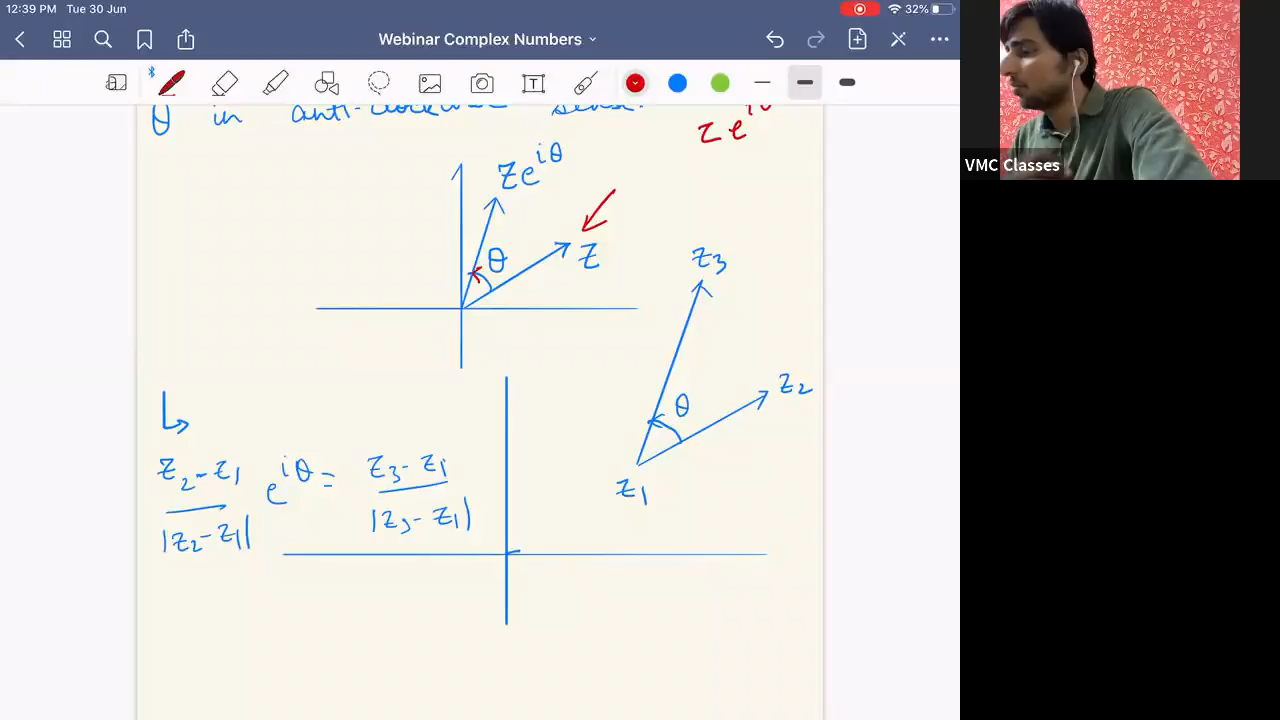 12:39 PM Tue 30 Jun
32%
Webinar Complex Numbers
T
VMC Classes
θ in anti-clockwise sense.
z e^{iθ}
Ze^{iθ}
θ
Z
z3
θ
z2
z1
(z2 - z1)/|z2 - z1| e^{iθ} = (z3 - z1)/|z3 - z1|